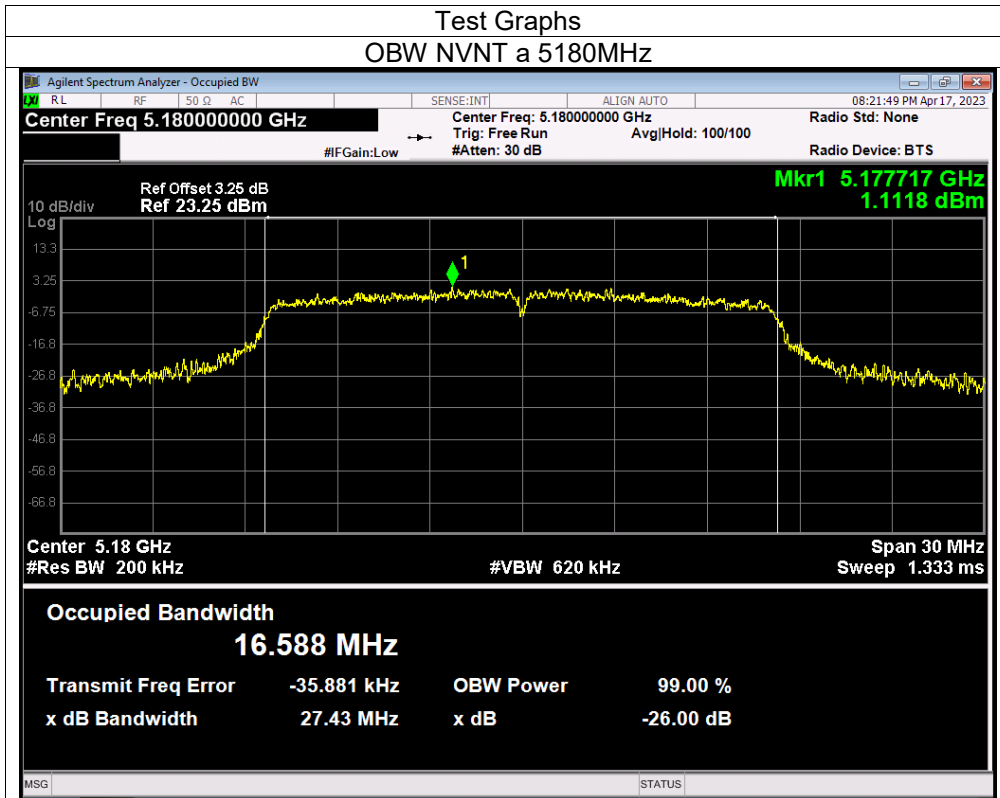 Test Graphs
OBW NVNT a 5180MHz
Agilent Spectrum Analyzer - Occupied BW
LXI RL RF 50 Ω AC SENSE:INT ALIGN AUTO 08:21:49 PM Apr 17, 2023
Center Freq 5.180000000 GHz Center Freq: 5.180000000 GHz Radio Std: None
Trig: Free Run Avg|Hold: 100/100
#IFGain:Low #Atten: 30 dB Radio Device: BTS
Mkr1 5.177717 GHz
1.1118 dBm
Ref Offset 3.25 dB
10 dB/div Ref 23.25 dBm
Log
13.3
1
3.25
-6.75
-16.8
-26.8
-36.8
-46.8
-56.8
-66.8
Center 5.18 GHz Span 30 MHz
#Res BW 200 kHz #VBW 620 kHz Sweep 1.333 ms
Occupied Bandwidth
16.588 MHz
Transmit Freq Error -35.881 kHz OBW Power 99.00 %
x dB Bandwidth 27.43 MHz x dB -26.00 dB
MSG STATUS